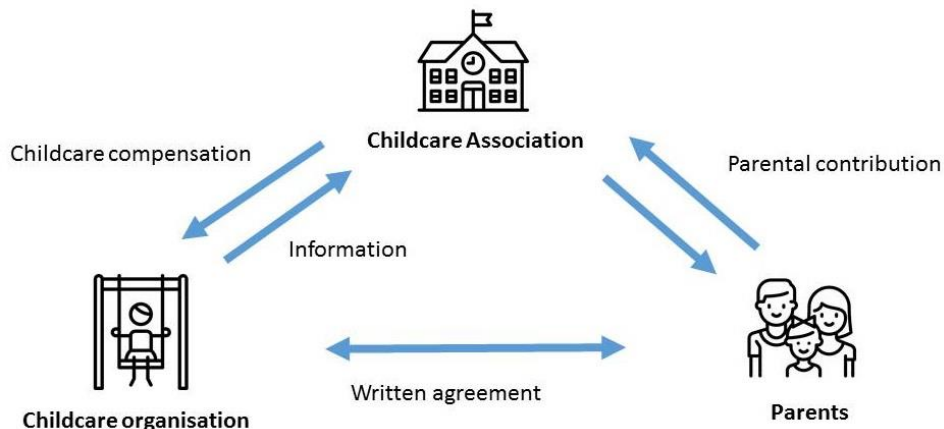 Childcare Association
Childcare compensation
Parental contribution
Information
Written agreement
Childcare organisation
Parents